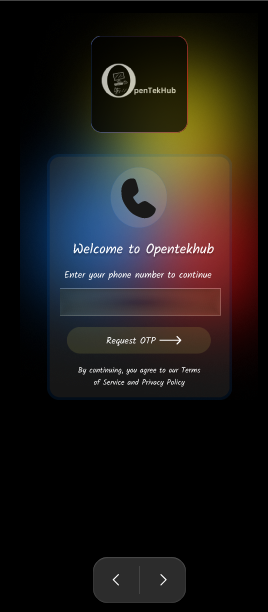 OpenTekHub
Welcome to Opentekhub
Enter your phone number to continue
Request OTP
By continuing, you agree to our Terms
of Service and Privacy Policy